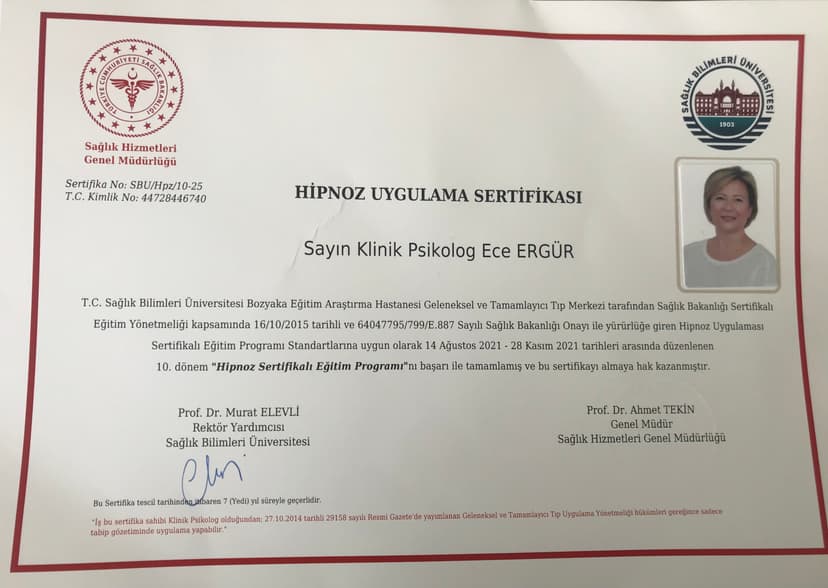 TÜRKİYE CUMHURİYETİ SAĞLIK BAKANLIĞI
Sağlık Hizmetleri
Genel Müdürlüğü
SAĞLIK BİLİMLERİ ÜNİVERSİTESİ
1903
Sertifika No: SBU/Hpz/10-25
T.C. Kimlik No: 44728446740
HİPNOZ UYGULAMA SERTİFİKASI
Sayın Klinik Psikolog Ece ERGÜR
T.C. Sağlık Bilimleri Üniversitesi Bozyaka Eğitim Araştırma Hastanesi Geleneksel ve Tamamlayıcı Tıp Merkezi tarafından Sağlık Bakanlığı Sertifikalı
Eğitim Yönetmeliği kapsamında 16/10/2015 tarihli ve 64047795/799/E.887 Sayılı Sağlık Bakanlığı Onayı ile yürürlüğe giren Hipnoz Uygulaması
Sertifikalı Eğitim Programı Standartlarına uygun olarak 14 Ağustos 2021 - 28 Kasım 2021 tarihleri arasında düzenlenen
10. dönem "Hipnoz Sertifikalı Eğitim Programı"nı başarı ile tamamlamış ve bu sertifikayı almaya hak kazanmıştır.
Prof. Dr. Murat ELEVLİ
Rektör Yardımcısı
Sağlık Bilimleri Üniversitesi
Prof. Dr. Ahmet TEKİN
Genel Müdür
Sağlık Hizmetleri Genel Müdürlüğü
Bu Sertifika tescil tarihinden itibaren 7 (Yedi) yıl süreyle geçerlidir.
"İş bu sertifika sahibi Klinik Psikolog olduğundan; 27.10.2014 tarihli 29158 sayılı Resmi Gazete'de yayımlanan Geleneksel ve Tamamlayıcı Tıp Uygulama Yönetmeliği hükümleri gereğince sadece
tabip gözetiminde uygulama yapabilir."